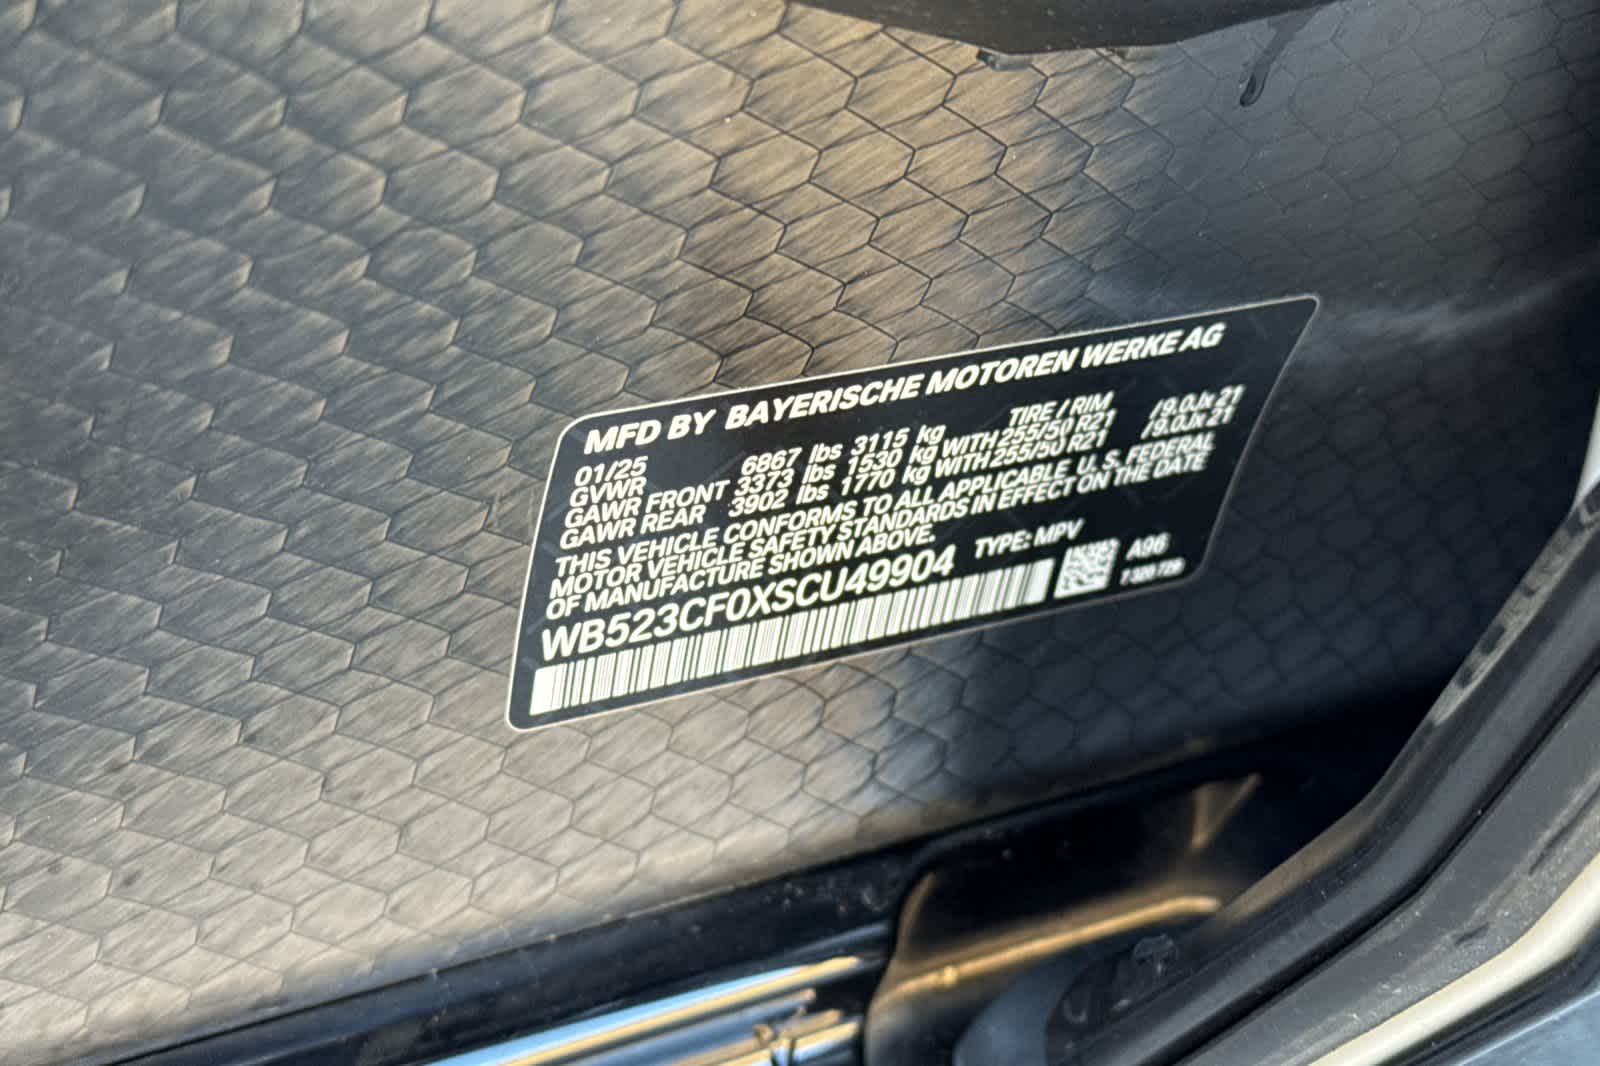 MFD BY BAYERISCHE MOTOREN WERKE AG
01/25 TIRE / RIM
GVWR 6867 lbs 3115 kg
GAWR FRONT 3373 lbs 1530 kg WITH 255/50 R21 / 9.0Jx 21
GAWR REAR 3902 lbs 1770 kg WITH 255/50 R21 / 9.0Jx 21
THIS VEHICLE CONFORMS TO ALL APPLICABLE U. S. FEDERAL
MOTOR VEHICLE SAFETY STANDARDS IN EFFECT ON THE DATE
OF MANUFACTURE SHOWN ABOVE.
WB523CF0XSCU49904 TYPE: MPV
A96